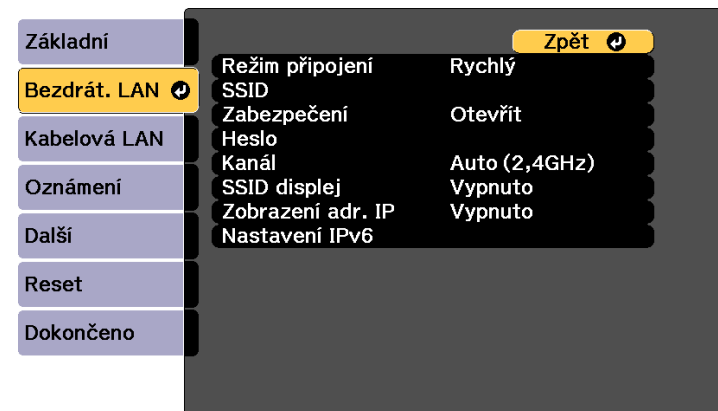 Základní
Bezdrát. LAN
Kabelová LAN
Oznámení
Další
Reset
Dokončeno
Zpět
Režim připojení Rychlý
SSID
Zabezpečení Otevřít
Heslo
Kanál Auto (2,4GHz)
SSID displej Vypnuto
Zobrazení adr. IP Vypnuto
Nastavení IPv6